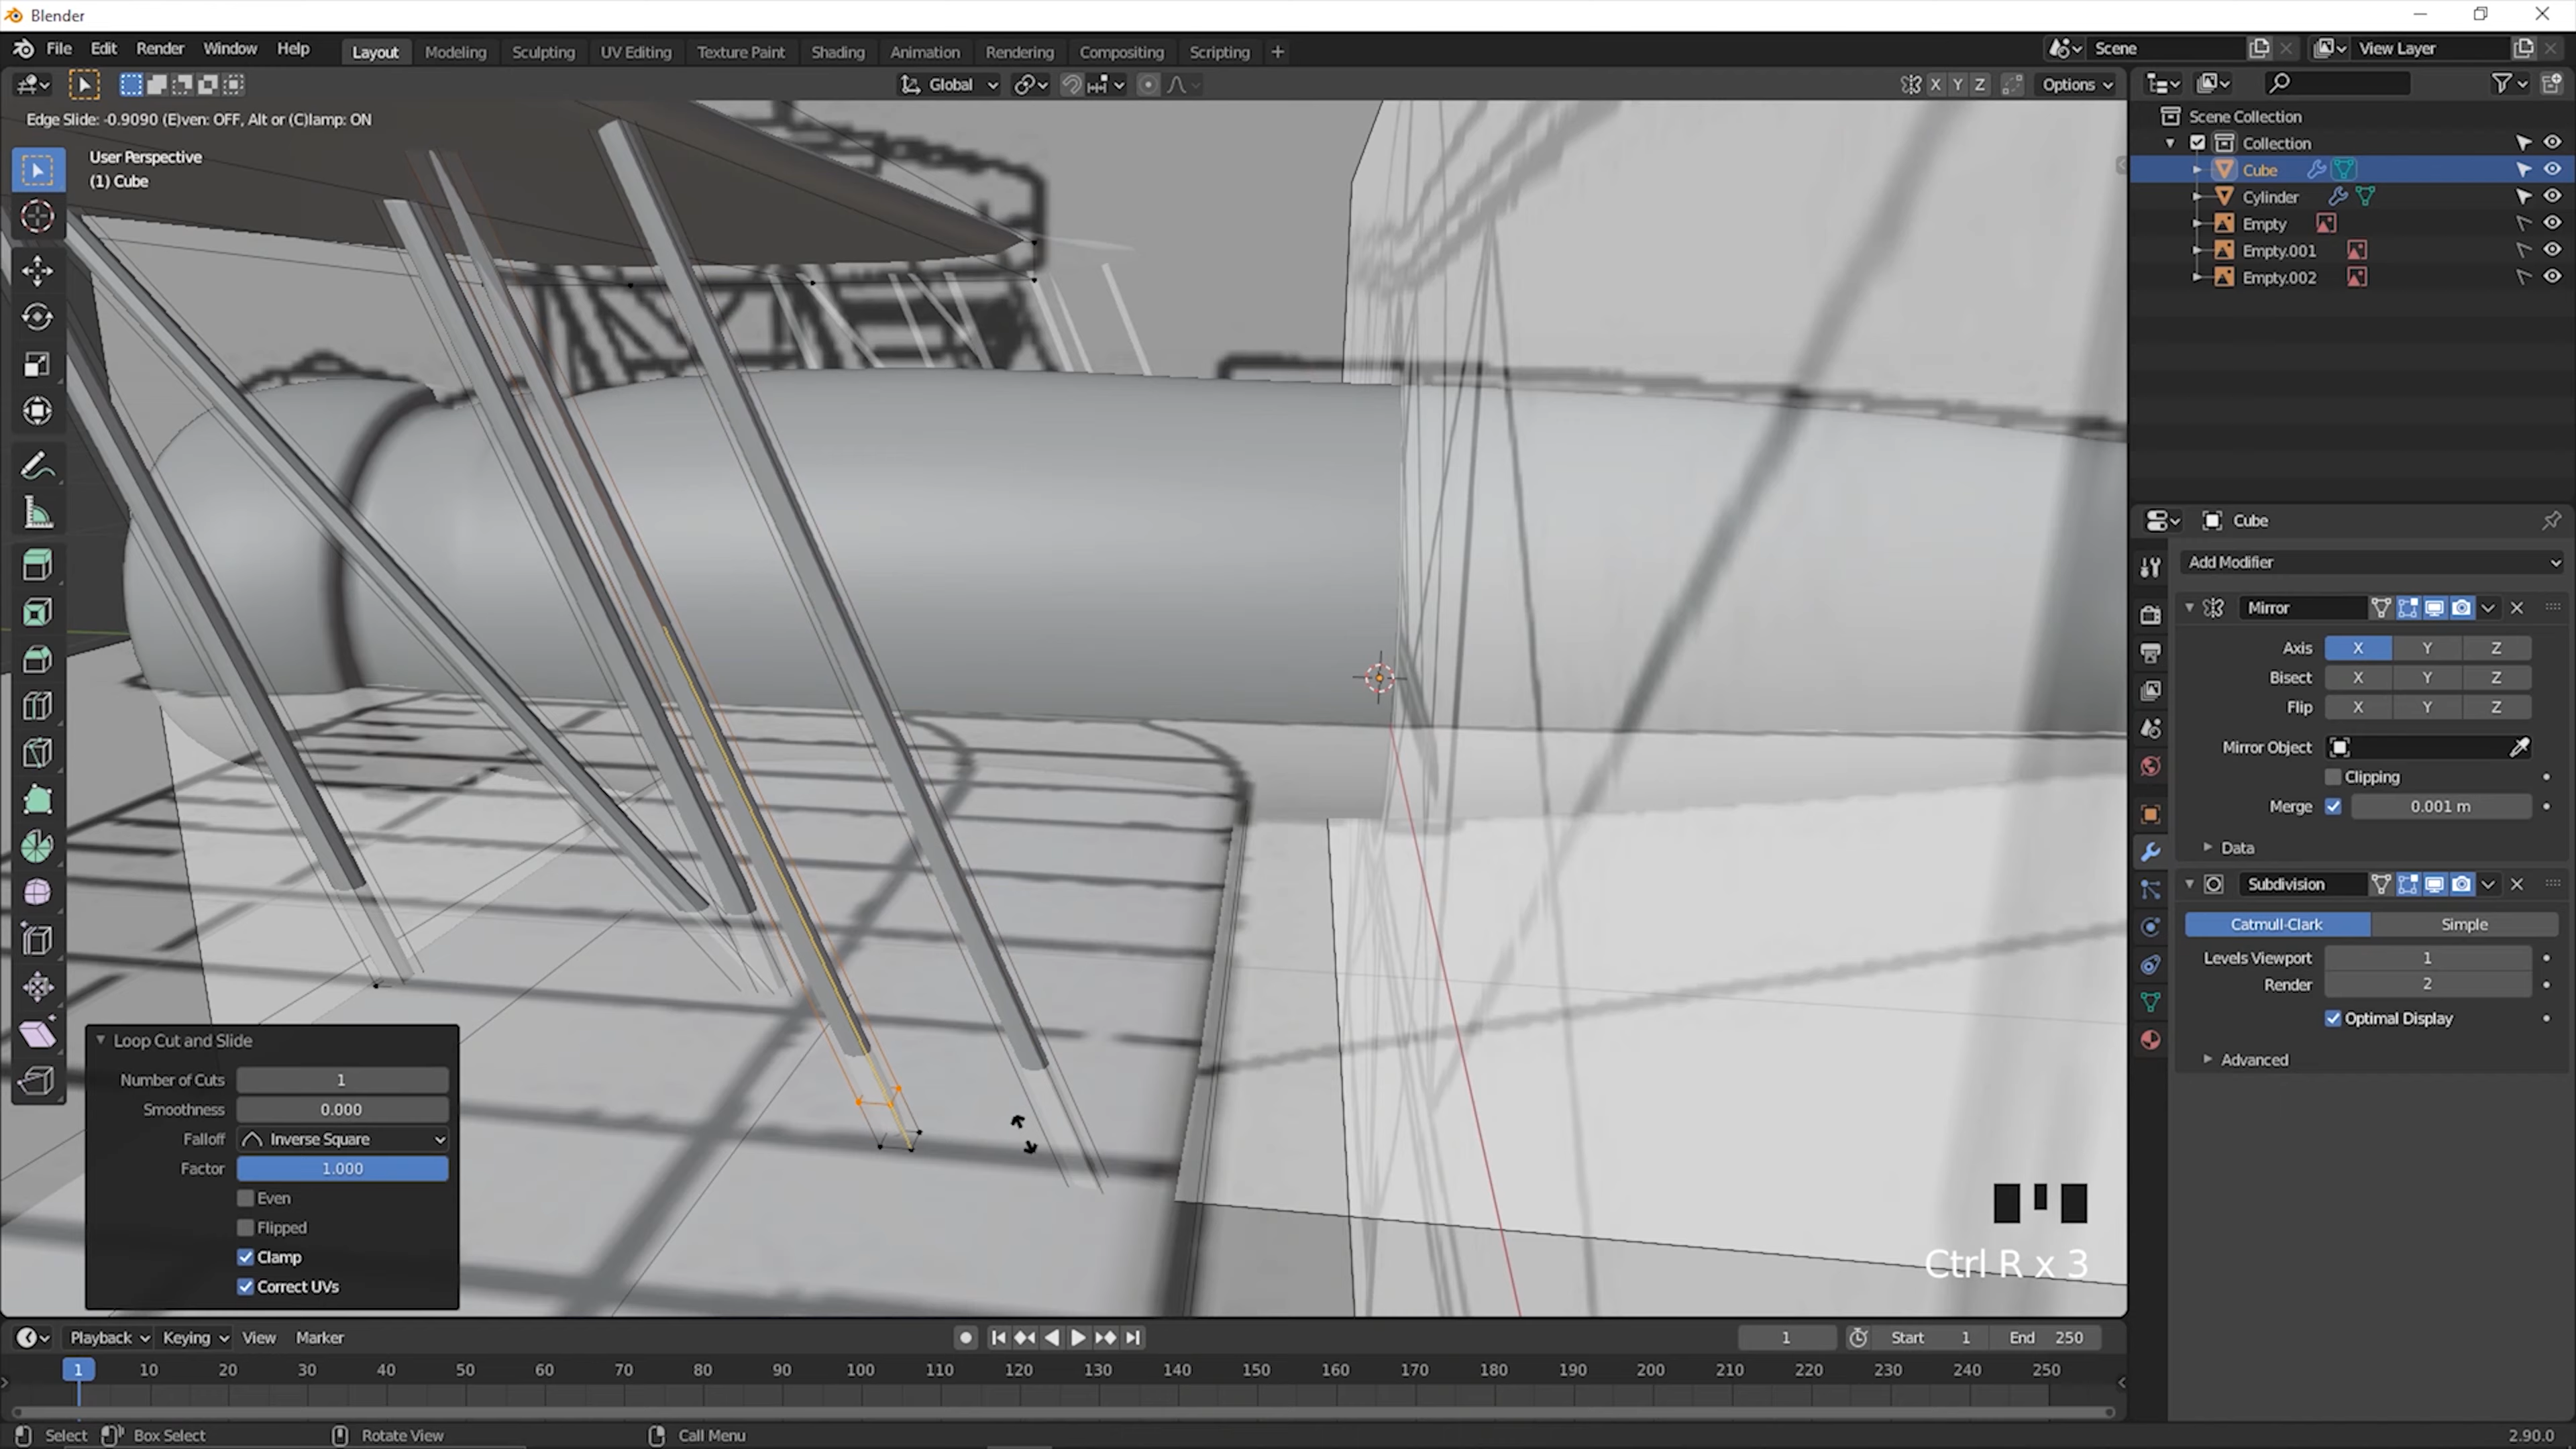 Blender
File Edit Render Window Help Layout Modeling Sculpting UV Editing Texture Paint Shading Animation Rendering Compositing Scripting + Scene View Layer
Global X Y Z Options
Edge Slide: -0.9090 (E)ven: OFF, Alt or (C)lamp: ON
User Perspective
(1) Cube
Scene Collection
Collection
Cube
Cylinder
Empty
Empty.001
Empty.002
Cube
Add Modifier
Mirror
Axis X Y Z
Bisect X Y Z
Flip X Y Z
Mirror Object
Clipping
Merge 0.001 m
Data
Subdivision
Catmull-Clark Simple
Levels Viewport 1
Render 2
Optimal Display
Advanced
Loop Cut and Slide
Number of Cuts 1
Smoothness 0.000
Falloff Inverse Square
Factor 1.000
Even
Flipped
Clamp
Correct UVs
Ctrl R x 3
Playback Keying View Marker 1 Start 1 End 250
1 10 20 30 40 50 60 70 80 90 100 110 120 130 140 150 160 170 180 190 200 210 220 230 240 250
Select Box Select Rotate View Call Menu 2.90.0